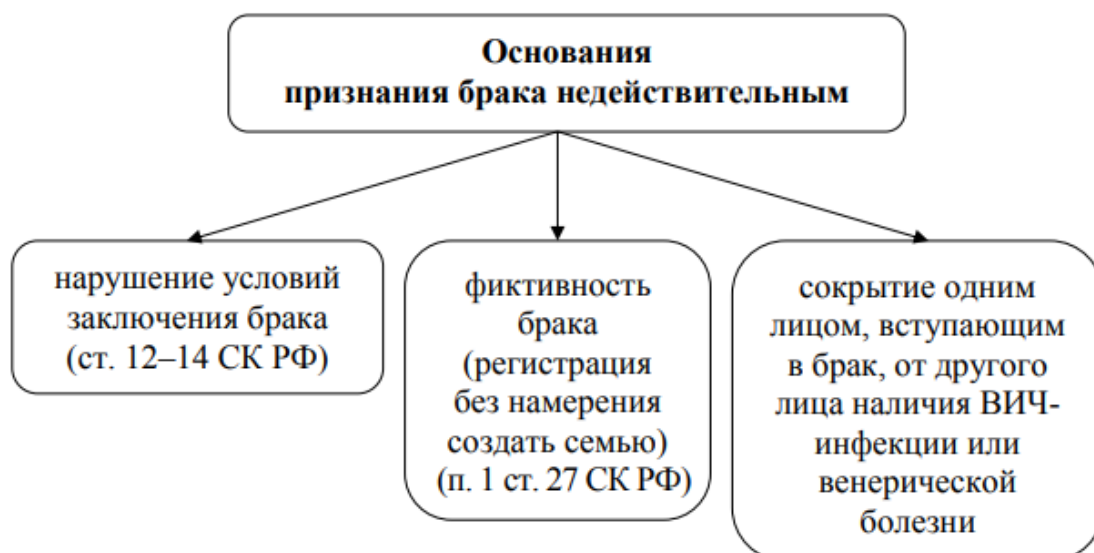 Основания
признания брака недействительным
нарушение условий
заключения брака
(ст. 12–14 СК РФ)
фиктивность
брака
(регистрация
без намерения
создать семью)
(п. 1 ст. 27 СК РФ)
сокрытие одним
лицом, вступающим
в брак, от другого
лица наличия ВИЧ-
инфекции или
венерической
болезни